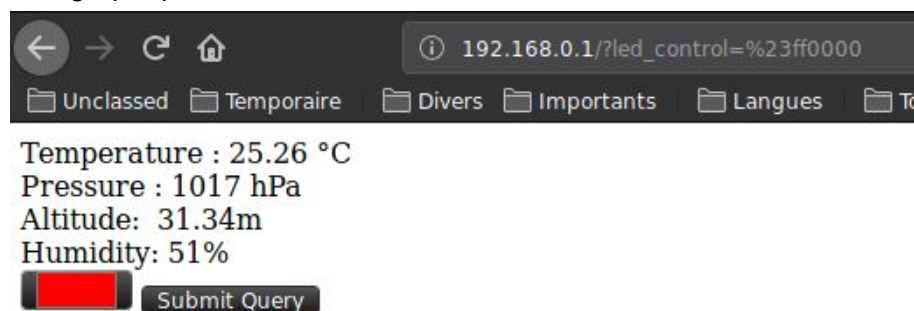 192.168.0.1/?led_control=%23ff0000
Unclassed Temporaire Divers Importants Langues
Temperature : 25.26 °C
Pressure : 1017 hPa
Altitude: 31.34m
Humidity: 51%
Submit Query